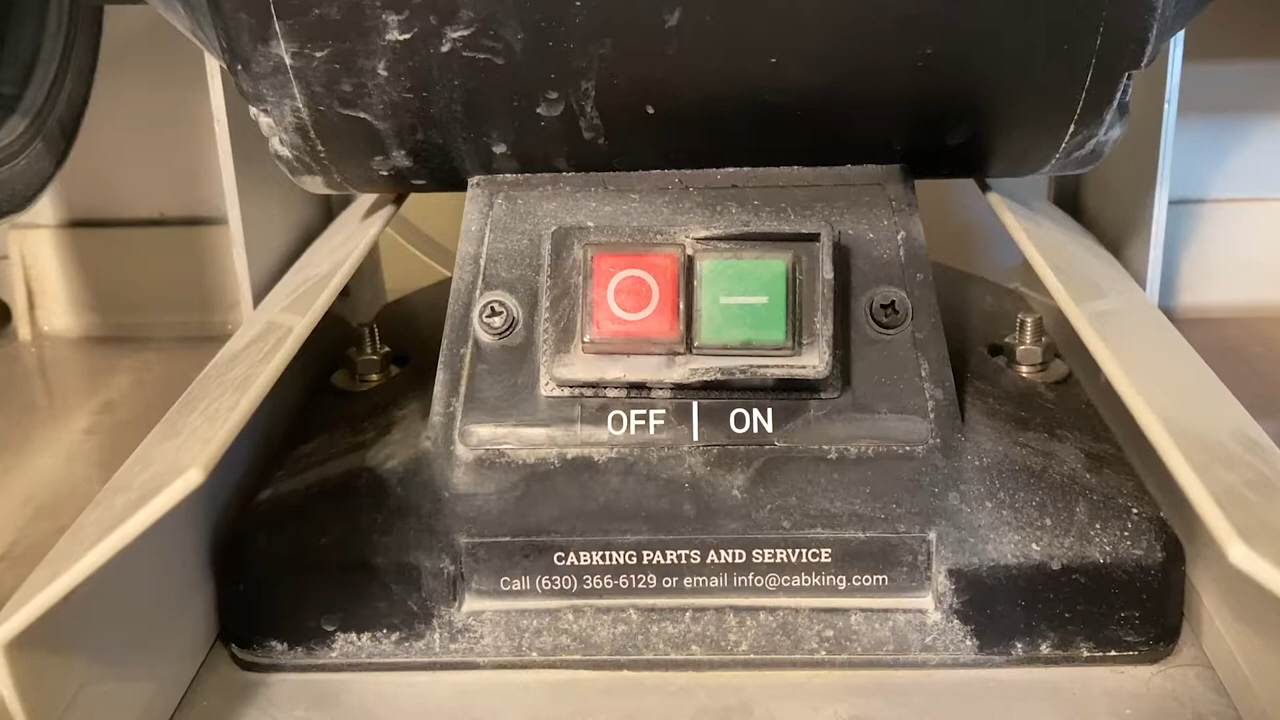 OFF | ON
CABKING PARTS AND SERVICE
Call (630) 366-6129 or email info@cabking.com